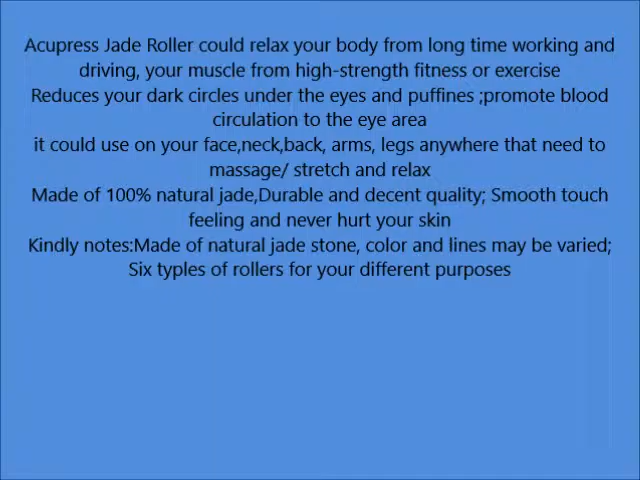 Acupress Jade Roller could relax your body from long time working and
driving, your muscle from high-strength fitness or exercise
Reduces your dark circles under the eyes and puffines ;promote blood
circulation to the eye area
it could use on your face,neck,back, arms, legs anywhere that need to
massage/ stretch and relax
Made of 100% natural jade,Durable and decent quality; Smooth touch
feeling and never hurt your skin
Kindly notes:Made of natural jade stone, color and lines may be varied;
Six typles of rollers for your different purposes